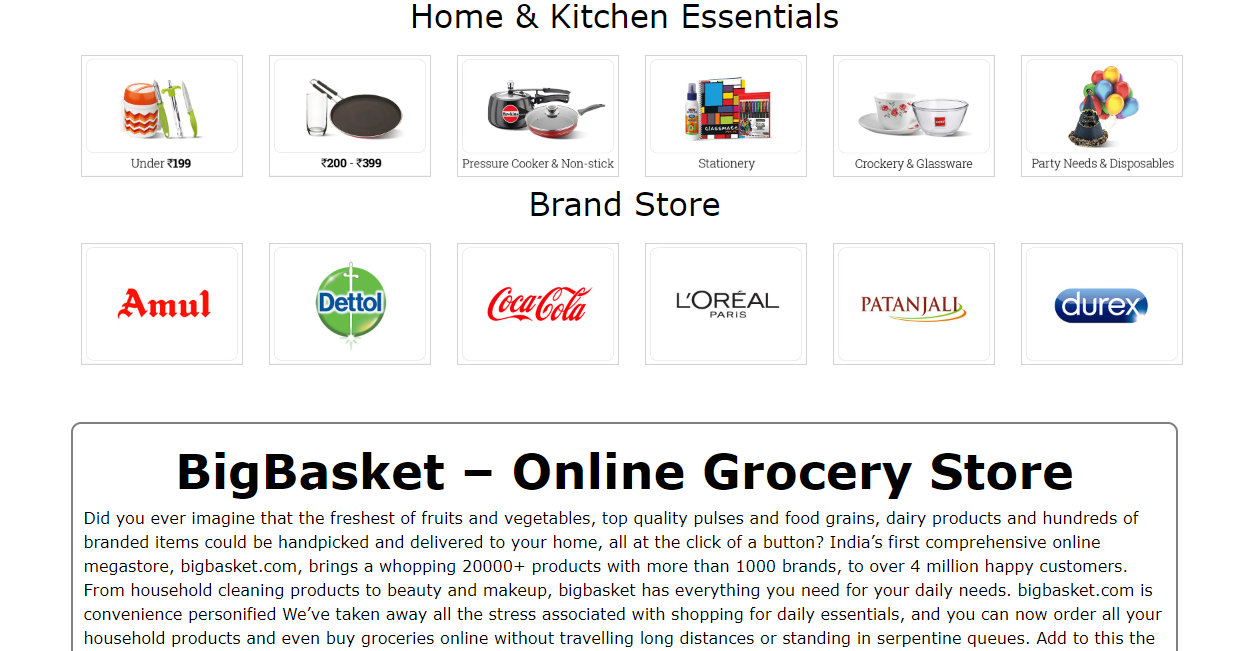 Home & Kitchen Essentials
Under ₹199
₹200 - ₹399
Pressure Cooker & Non-stick
CLASSMATE
Stationery
Crockery & Glassware
Party Needs & Disposables
Brand Store
Amul
Dettol
Coca-Cola
L'ORÉAL
PARIS
PATANJALI
durex
BigBasket – Online Grocery Store
Did you ever imagine that the freshest of fruits and vegetables, top quality pulses and food grains, dairy products and hundreds of
branded items could be handpicked and delivered to your home, all at the click of a button? India’s first comprehensive online
megastore, bigbasket.com, brings a whopping 20000+ products with more than 1000 brands, to over 4 million happy customers.
From household cleaning products to beauty and makeup, bigbasket has everything you need for your daily needs. bigbasket.com is
convenience personified We’ve taken away all the stress associated with shopping for daily essentials, and you can now order all your
household products and even buy groceries online without travelling long distances or standing in serpentine queues. Add to this the